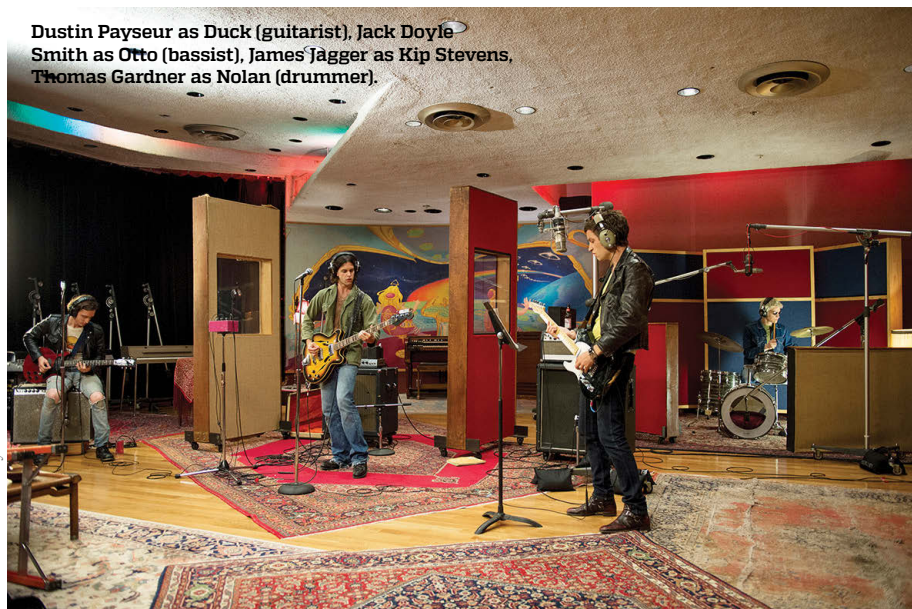 Dustin Payseur as Duck (guitarist), Jack Doyle
Smith as Otto (bassist), James Jagger as Kip Stevens,
Thomas Gardner as Nolan (drummer).